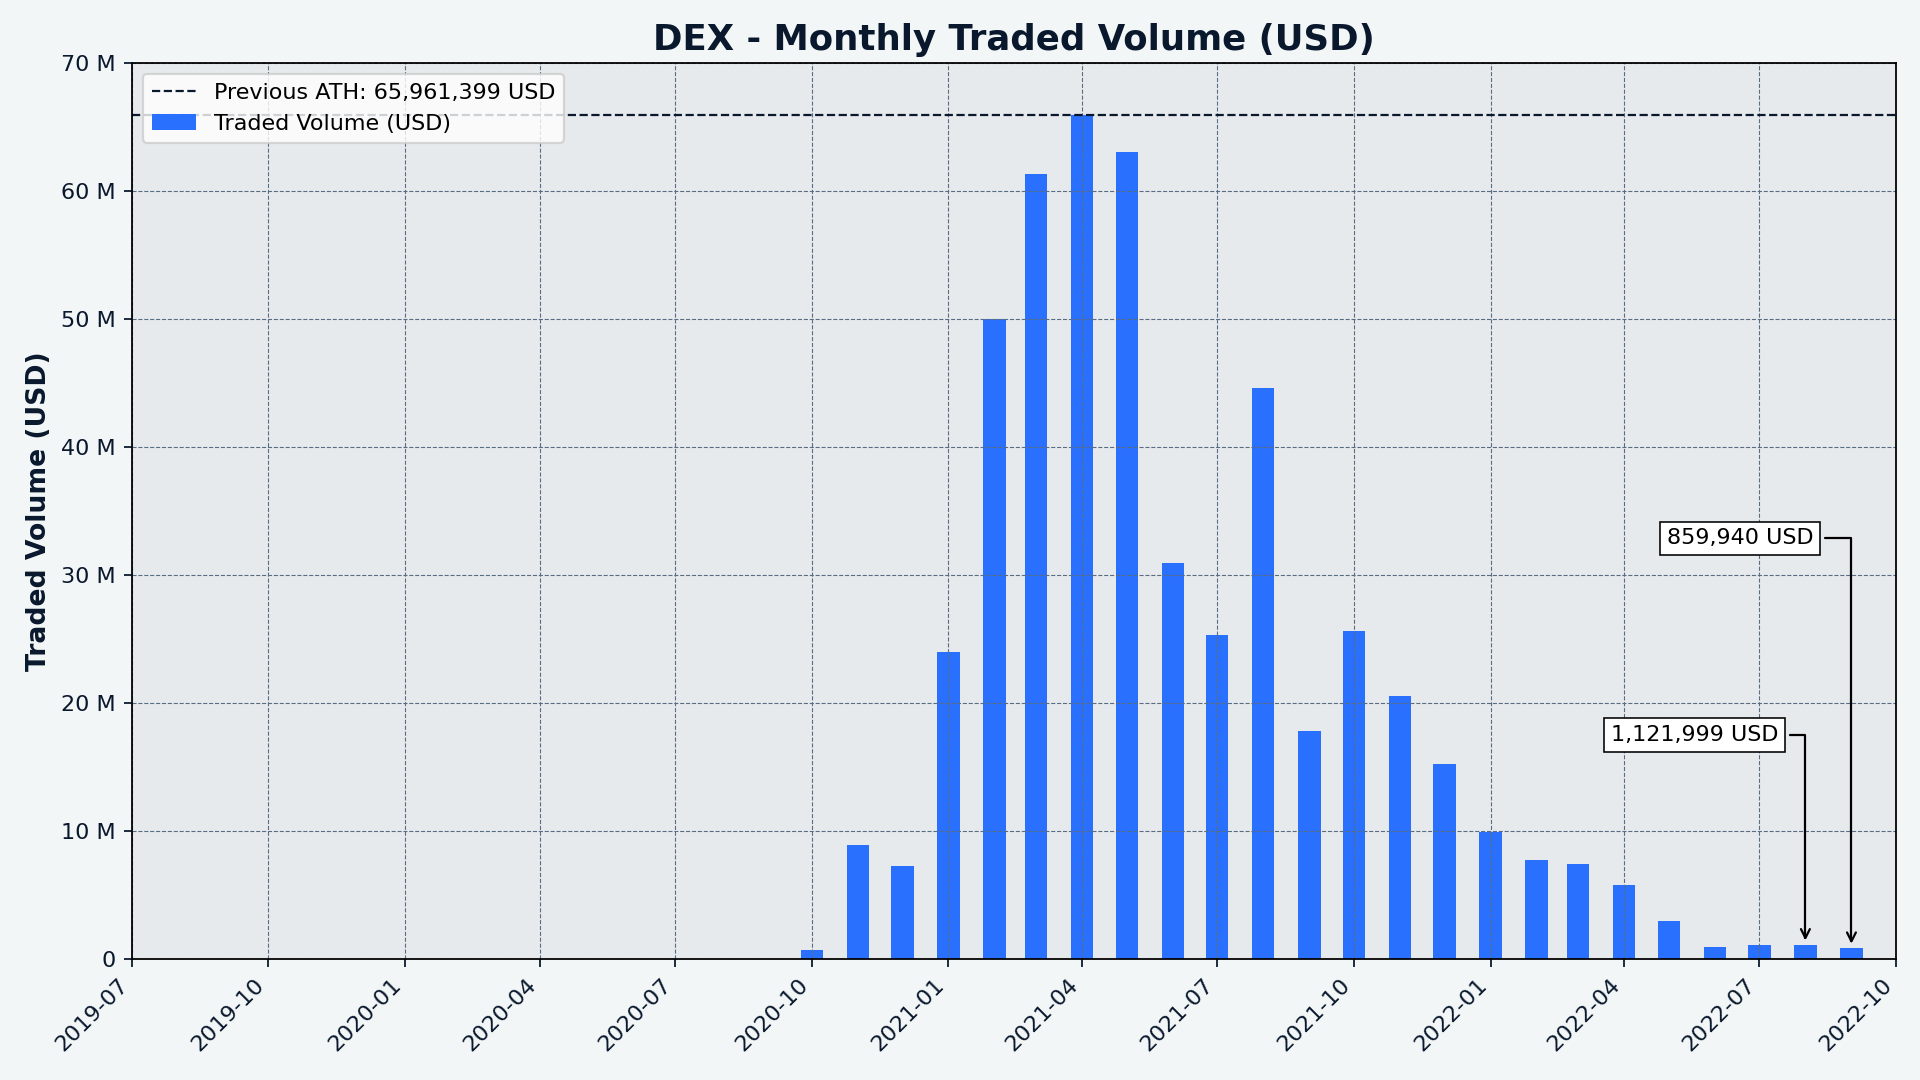 DEX - Monthly Traded Volume (USD)
Previous ATH: 65,961,399 USD
Traded Volume (USD)
Traded Volume (USD)
70 M
60 M
50 M
40 M
30 M
20 M
10 M
0
859,940 USD
1,121,999 USD
2019-07
2019-10
2020-01
2020-04
2020-07
2020-10
2021-01
2021-04
2021-07
2021-10
2022-01
2022-04
2022-07
2022-10